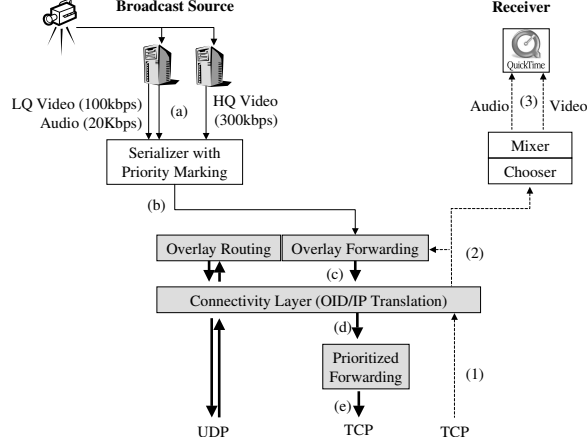 Broadcast Source
Receiver
QuickTime
LQ Video (100kbps)
Audio (20Kbps)
(a)
HQ Video
(300kbps)
Audio
(3)
Video
Serializer with
Priority Marking
Mixer
Chooser
(b)
Overlay Routing
Overlay Forwarding
(2)
(c)
Connectivity Layer (OID/IP Translation)
(d)
Prioritized
Forwarding
(1)
(e)
UDP
TCP
TCP